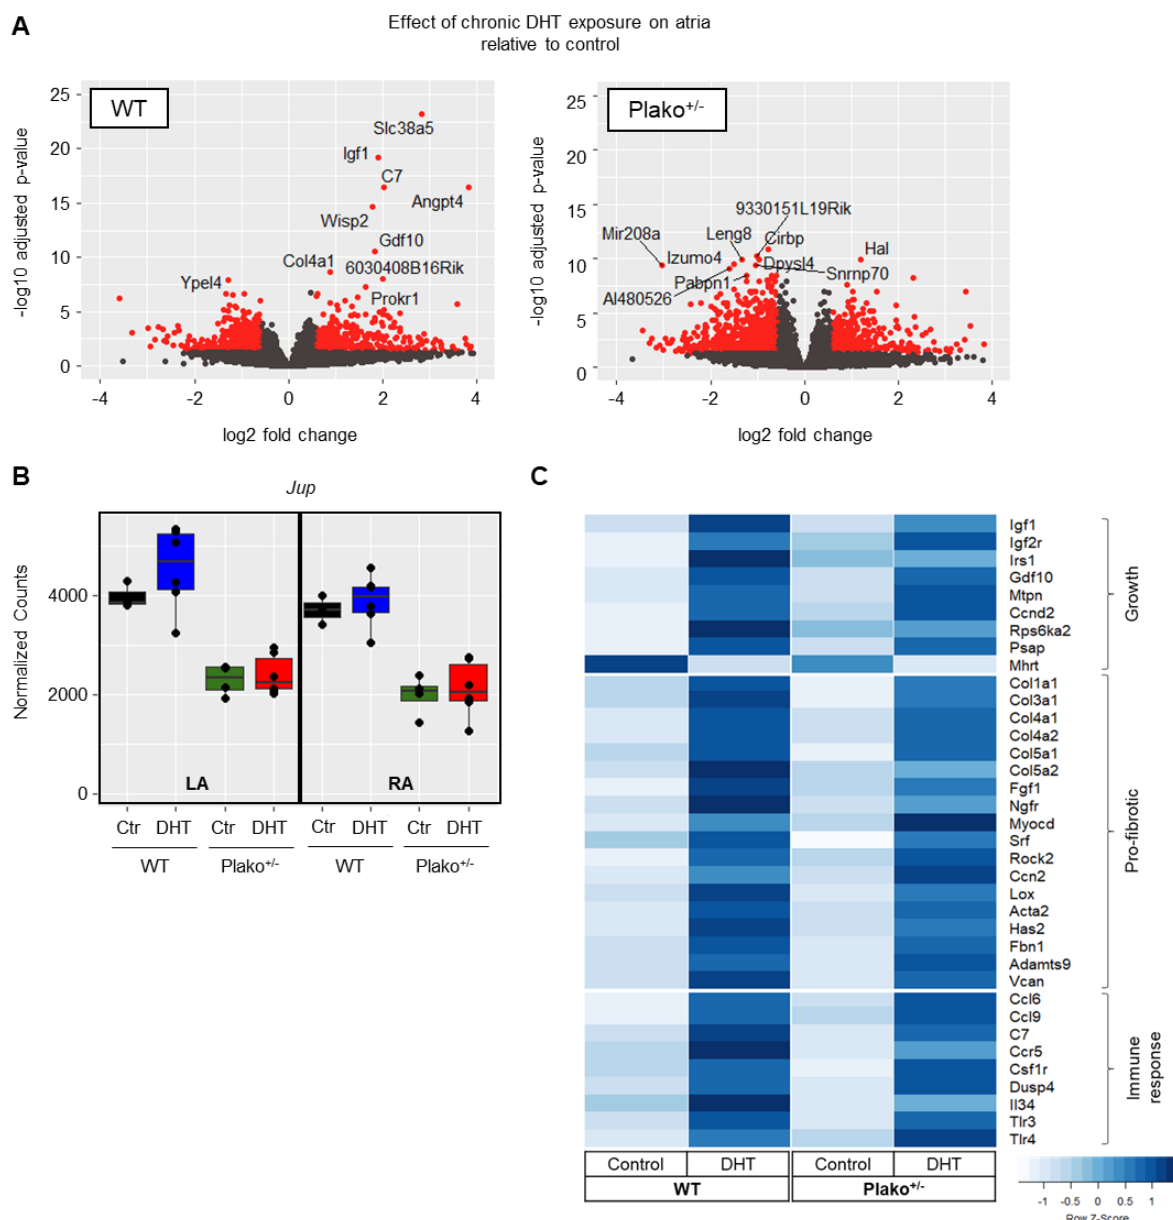 A
Effect of chronic DHT exposure on atria
relative to control
-log10 adjusted p-value
25
20
15
10
5
0
WT
Slc38a5
Igf1
C7
Angpt4
Wisp2
Gdf10
Col4a1
6030408B16Rik
Ypel4
Prokr1
-4
-2
0
2
4
log2 fold change
-log10 adjusted p-value
25
20
15
10
5
0
Plako+/-
9330151L19Rik
Mir208a
Leng8
Cirbp
Izumo4
Hal
Dpysl4
Pabpn1
Snrnp70
AI480526
-4
-2
0
2
4
log2 fold change
B
Jup
Normalized Counts
4000
2000
0
LA
RA
Ctr
DHT
Ctr
DHT
Ctr
DHT
Ctr
DHT
WT
Plako+/-
WT
Plako+/-
C
Igf1
Igf2r
Irs1
Gdf10
Mtpn
Ccnd2
Rps6ka2
Psap
Mhrt
Growth
Col1a1
Col3a1
Col4a1
Col4a2
Col5a1
Col5a2
Fgf1
Ngfr
Myocd
Srf
Rock2
Ccn2
Lox
Acta2
Has2
Fbn1
Adamts9
Vcan
Pro-fibrotic
Ccl6
Ccl9
C7
Ccr5
Csf1r
Dusp4
Il34
Tlr3
Tlr4
Immune
response
Control
DHT
Control
DHT
WT
Plako+/-
-1
-0.5
0
0.5
1
Row Z-Score